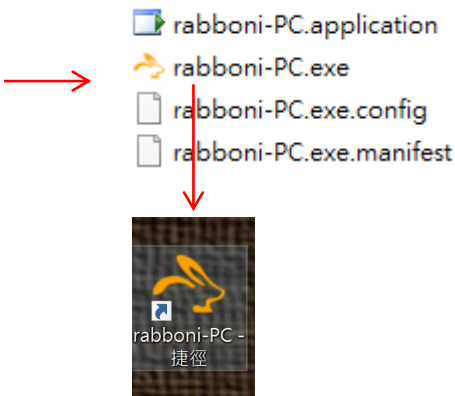 rabboni-PC.application
rabboni-PC.exe
rabboni-PC.exe.config
rabboni-PC.exe.manifest
rabboni-PC -
捷徑